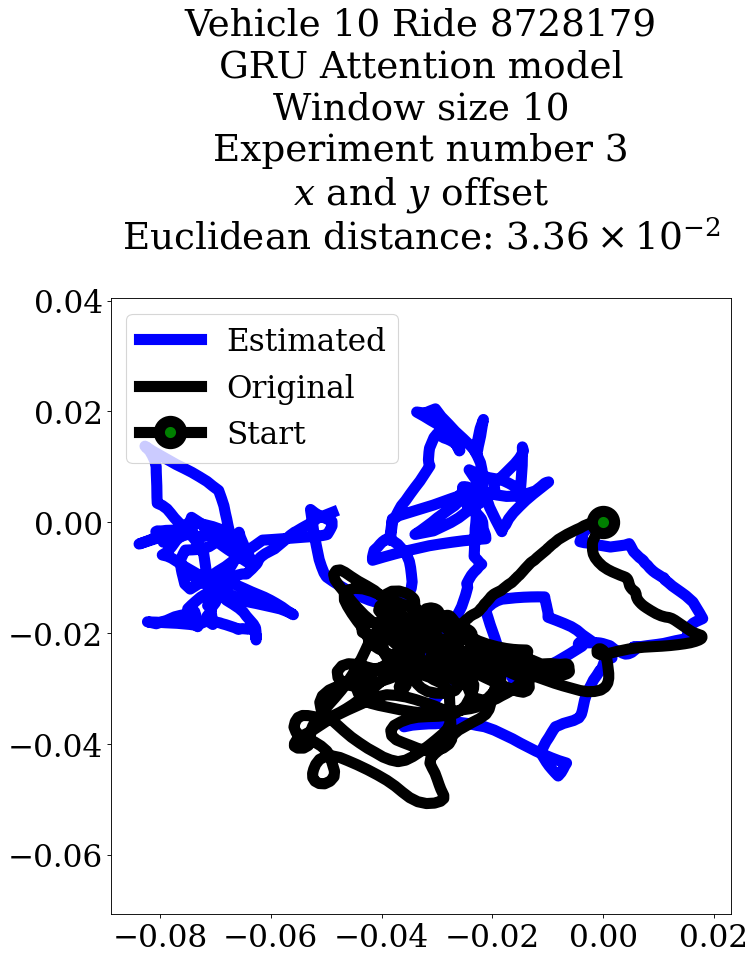 Vehicle 10 Ride 8728179
GRU Attention model
Window size 10
Experiment number 3
x and y offset
Euclidean distance: 3.36 × 10⁻²
0.04
Estimated
Original
0.02
Start
0.00
−0.02
−0.04
−0.06
−0.08 −0.06 −0.04 −0.02 0.00 0.02